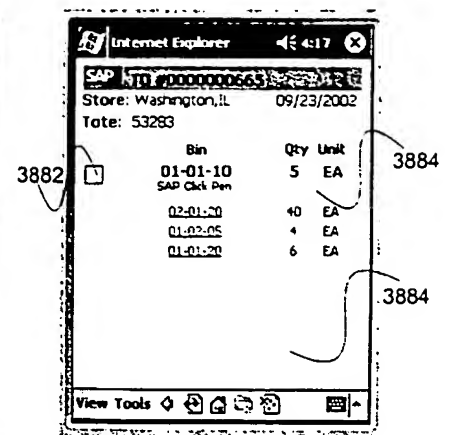 Internet Explorer 4:17
SAP TO #0000000665
Store: Washington,IL 09/23/2002
Tote: 53283
Bin Qty Unit
3882 01-01-10 5 EA 3884
SAP Click Pen
02-01-20 40 EA
01-02-05 4 EA
01-01-20 6 EA
3884
View Tools